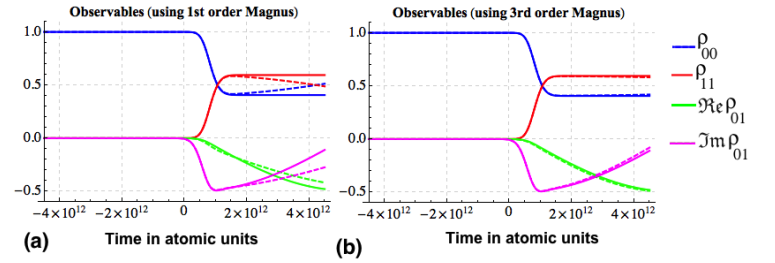 Observables (using 1st order Magnus)
1.0
0.5
0.0
−0.5
−4×10¹²
−2×10¹²
0
2×10¹²
4×10¹²
(a)
Time in atomic units
Observables (using 3rd order Magnus)
1.0
0.5
0.0
−0.5
−4×10¹²
−2×10¹²
0
2×10¹²
4×10¹²
(b)
Time in atomic units
ρ₀₀
ρ₁₁
ℜe ρ₀₁
ℑm ρ₀₁